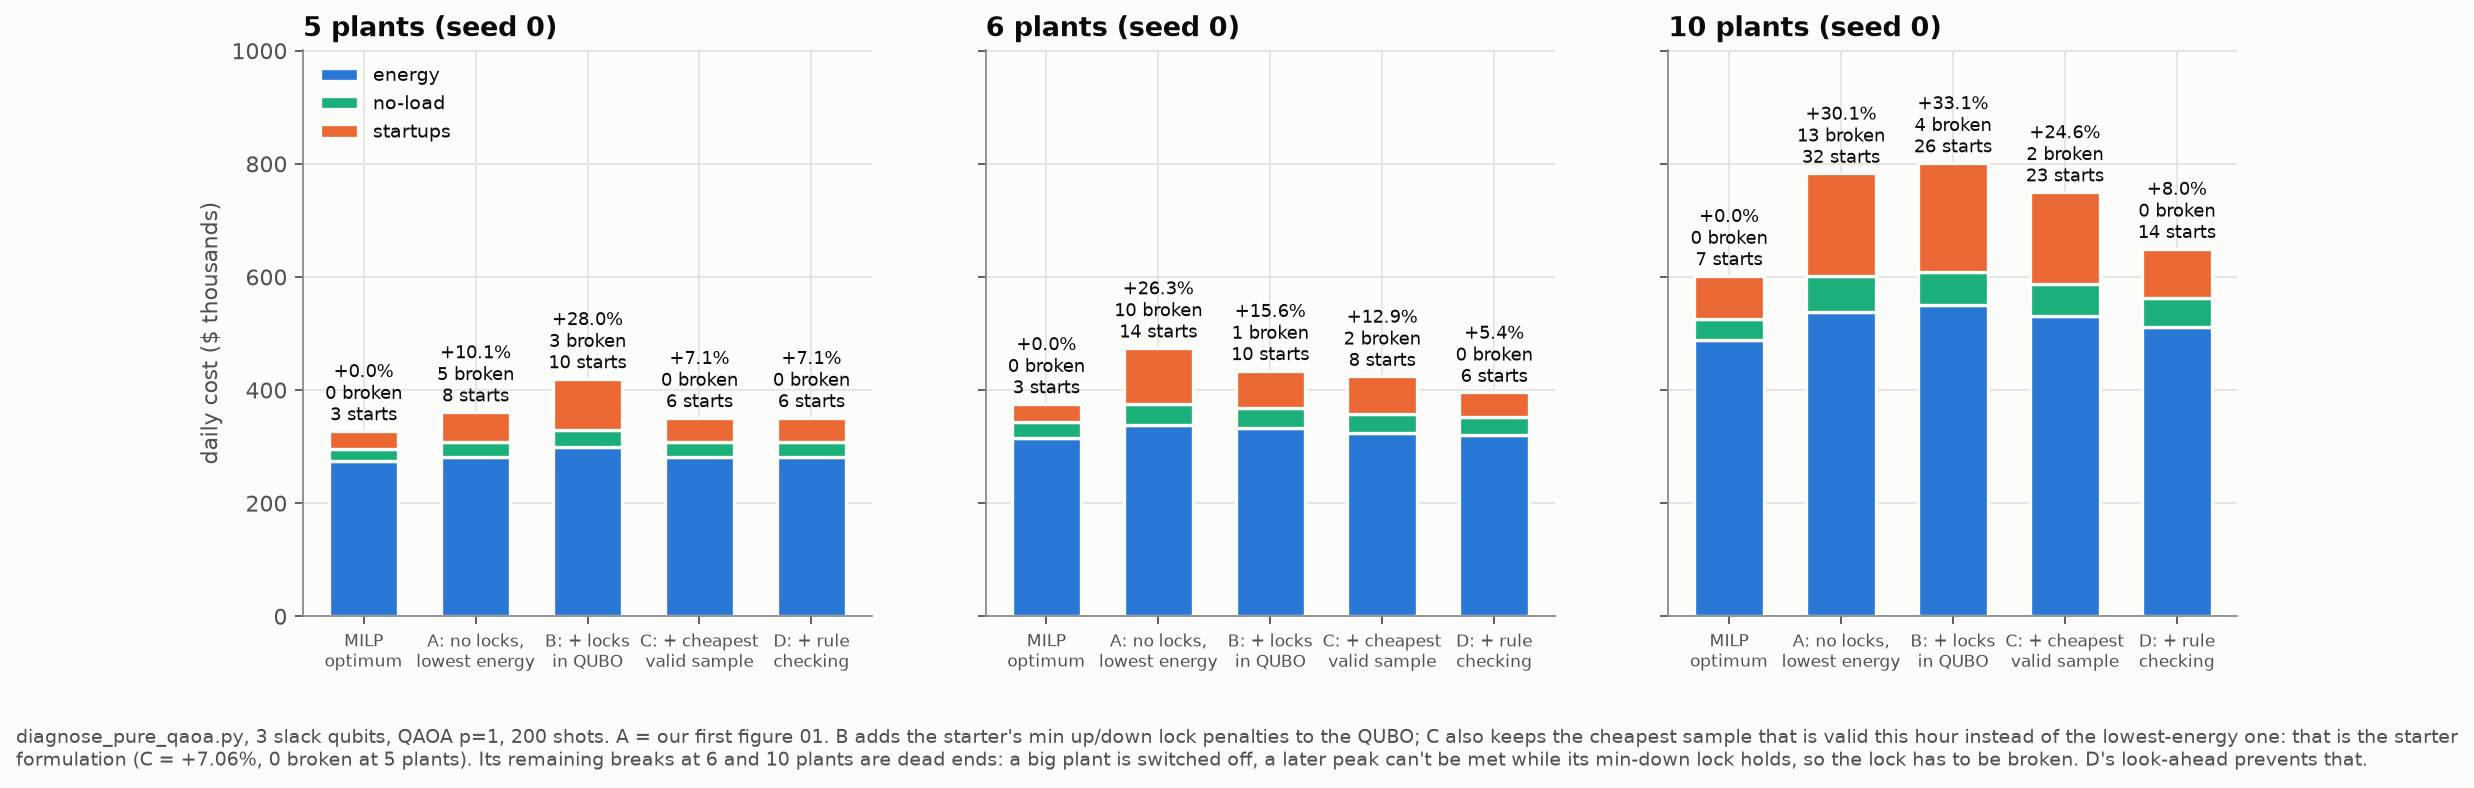 5 plants (seed 0)
6 plants (seed 0)
10 plants (seed 0)
daily cost ($ thousands)
1000
800
600
400
200
0
energy
no-load
startups
+0.0%
0 broken
3 starts
+10.1%
5 broken
8 starts
+28.0%
3 broken
10 starts
+7.1%
0 broken
6 starts
+7.1%
0 broken
6 starts
MILP
optimum
A: no locks,
lowest energy
B: + locks
in QUBO
C: + cheapest
valid sample
D: + rule
checking
+0.0%
0 broken
3 starts
+26.3%
10 broken
14 starts
+15.6%
1 broken
10 starts
+12.9%
2 broken
8 starts
+5.4%
0 broken
6 starts
MILP
optimum
A: no locks,
lowest energy
B: + locks
in QUBO
C: + cheapest
valid sample
D: + rule
checking
+0.0%
0 broken
7 starts
+30.1%
13 broken
32 starts
+33.1%
4 broken
26 starts
+24.6%
2 broken
23 starts
+8.0%
0 broken
14 starts
MILP
optimum
A: no locks,
lowest energy
B: + locks
in QUBO
C: + cheapest
valid sample
D: + rule
checking
diagnose_pure_qaoa.py, 3 slack qubits, QAOA p=1, 200 shots. A = our first figure 01. B adds the starter's min up/down lock penalties to the QUBO; C also keeps the cheapest sample that is valid this hour instead of the lowest-energy one: that is the starter
formulation (C = +7.06%, 0 broken at 5 plants). Its remaining breaks at 6 and 10 plants are dead ends: a big plant is switched off, a later peak can't be met while its min-down lock holds, so the lock has to be broken. D's look-ahead prevents that.